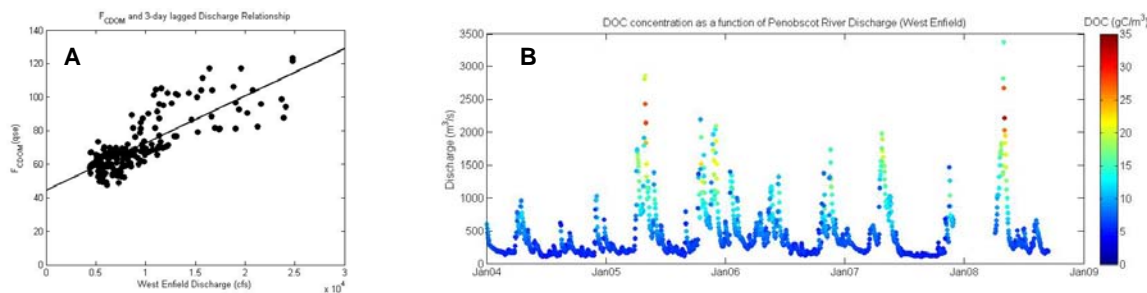 F_CDOM and 3-day lagged Discharge Relationship
A
140
120
100
80
60
40
20
0
F_CDOM(qse)
0 0.5 1 1.5 2 2.5 3
x 10^4
West Enfield Discharge (cfs)
DOC concentration as a function of Penobscot River Discharge (West Enfield)
B
3500
3000
2500
2000
1500
1000
500
0
Discharge (m³/s)
Jan04 Jan05 Jan06 Jan07 Jan08 Jan09
DOC (gC/m³)
35
30
25
20
15
10
5
0